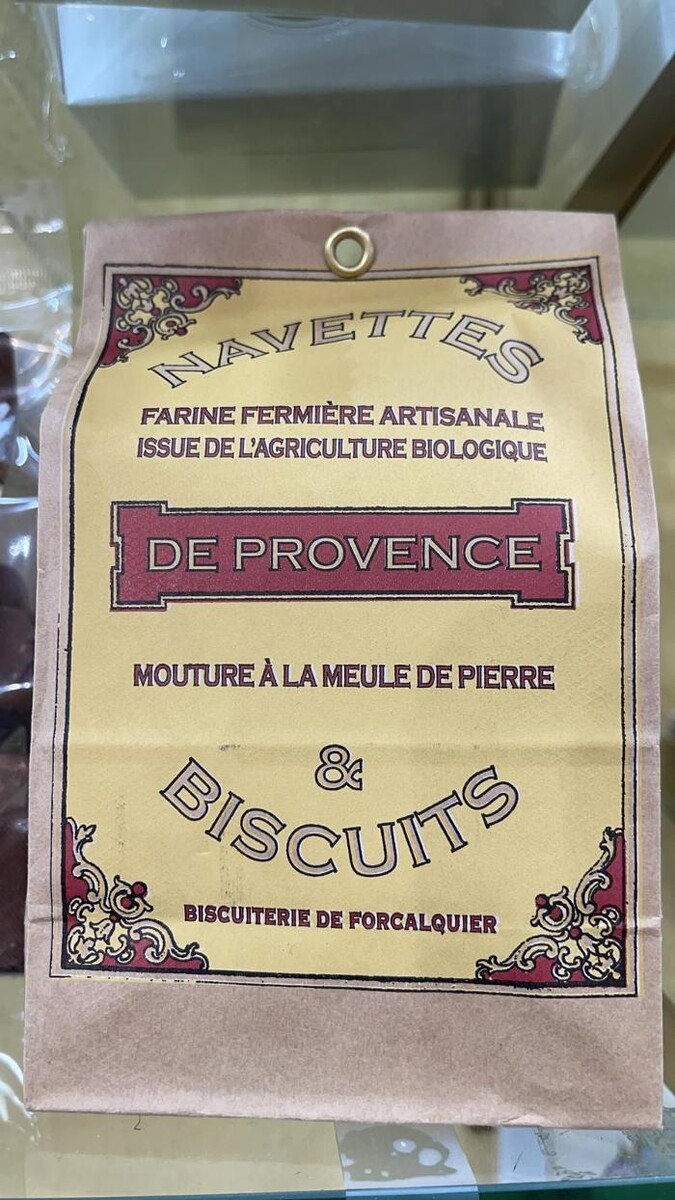 NAVETTES
FARINE FERMIÈRE ARTISANALE
ISSUE DE L'AGRICULTURE BIOLOGIQUE
DE PROVENCE
MOUTURE À LA MEULE DE PIERRE
&
BISCUITS
BISCUITERIE DE FORCALQUIER